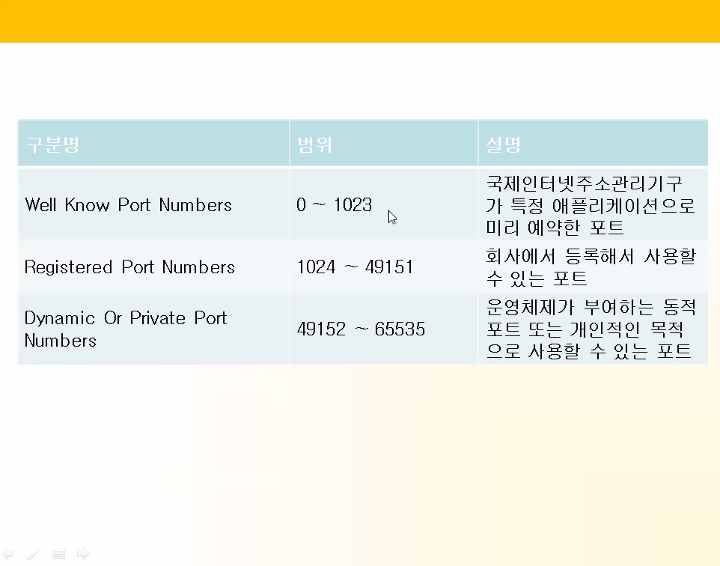 구분명 범위 설명
Well Know Port Numbers 0 ~ 1023 국제인터넷주소관리기구
가 특정 애플리케이션으로
미리 예약한 포트
Registered Port Numbers 1024 ~ 49151 회사에서 등록해서 사용할
수 있는 포트
Dynamic Or Private Port
Numbers 49152 ~ 65535 운영체제가 부여하는 동적
포트 또는 개인적인 목적
으로 사용할 수 있는 포트